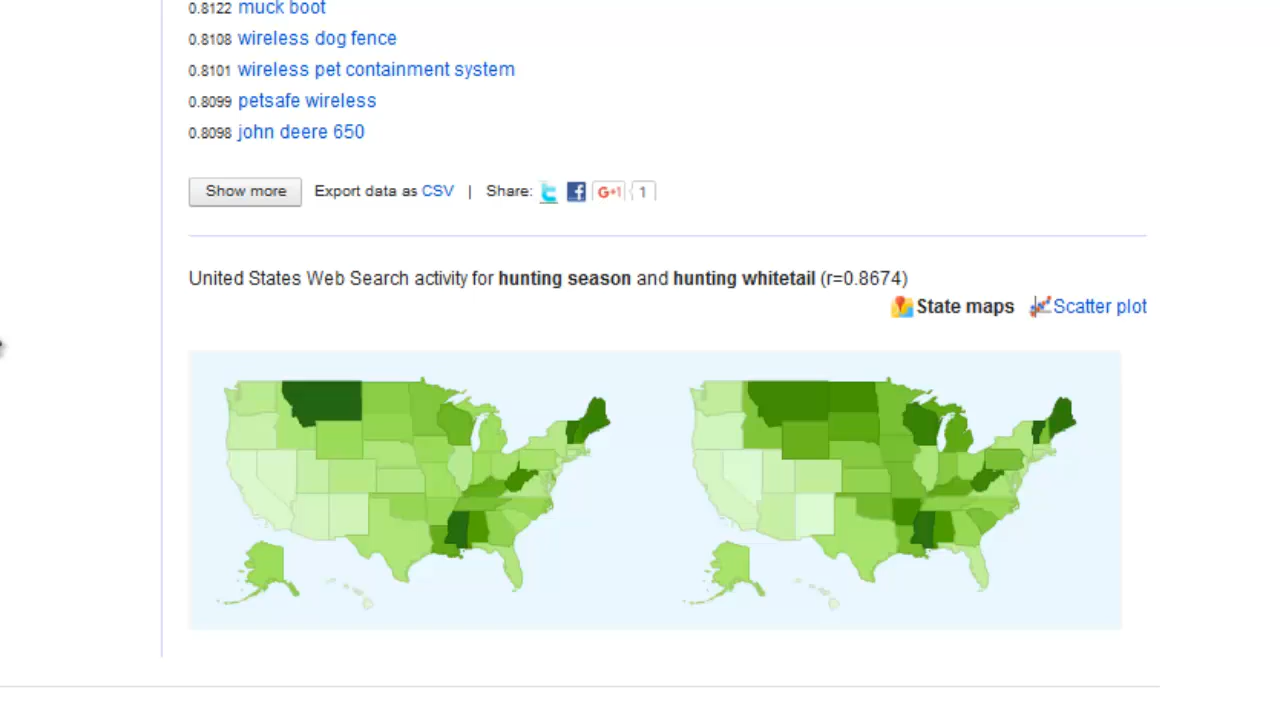 0.8122 muck boot
0.8108 wireless dog fence
0.8101 wireless pet containment system
0.8099 petsafe wireless
0.8098 john deere 650
Show more Export data as CSV | Share: G+1 1
United States Web Search activity for hunting season and hunting whitetail (r=0.8674)
State maps Scatter plot